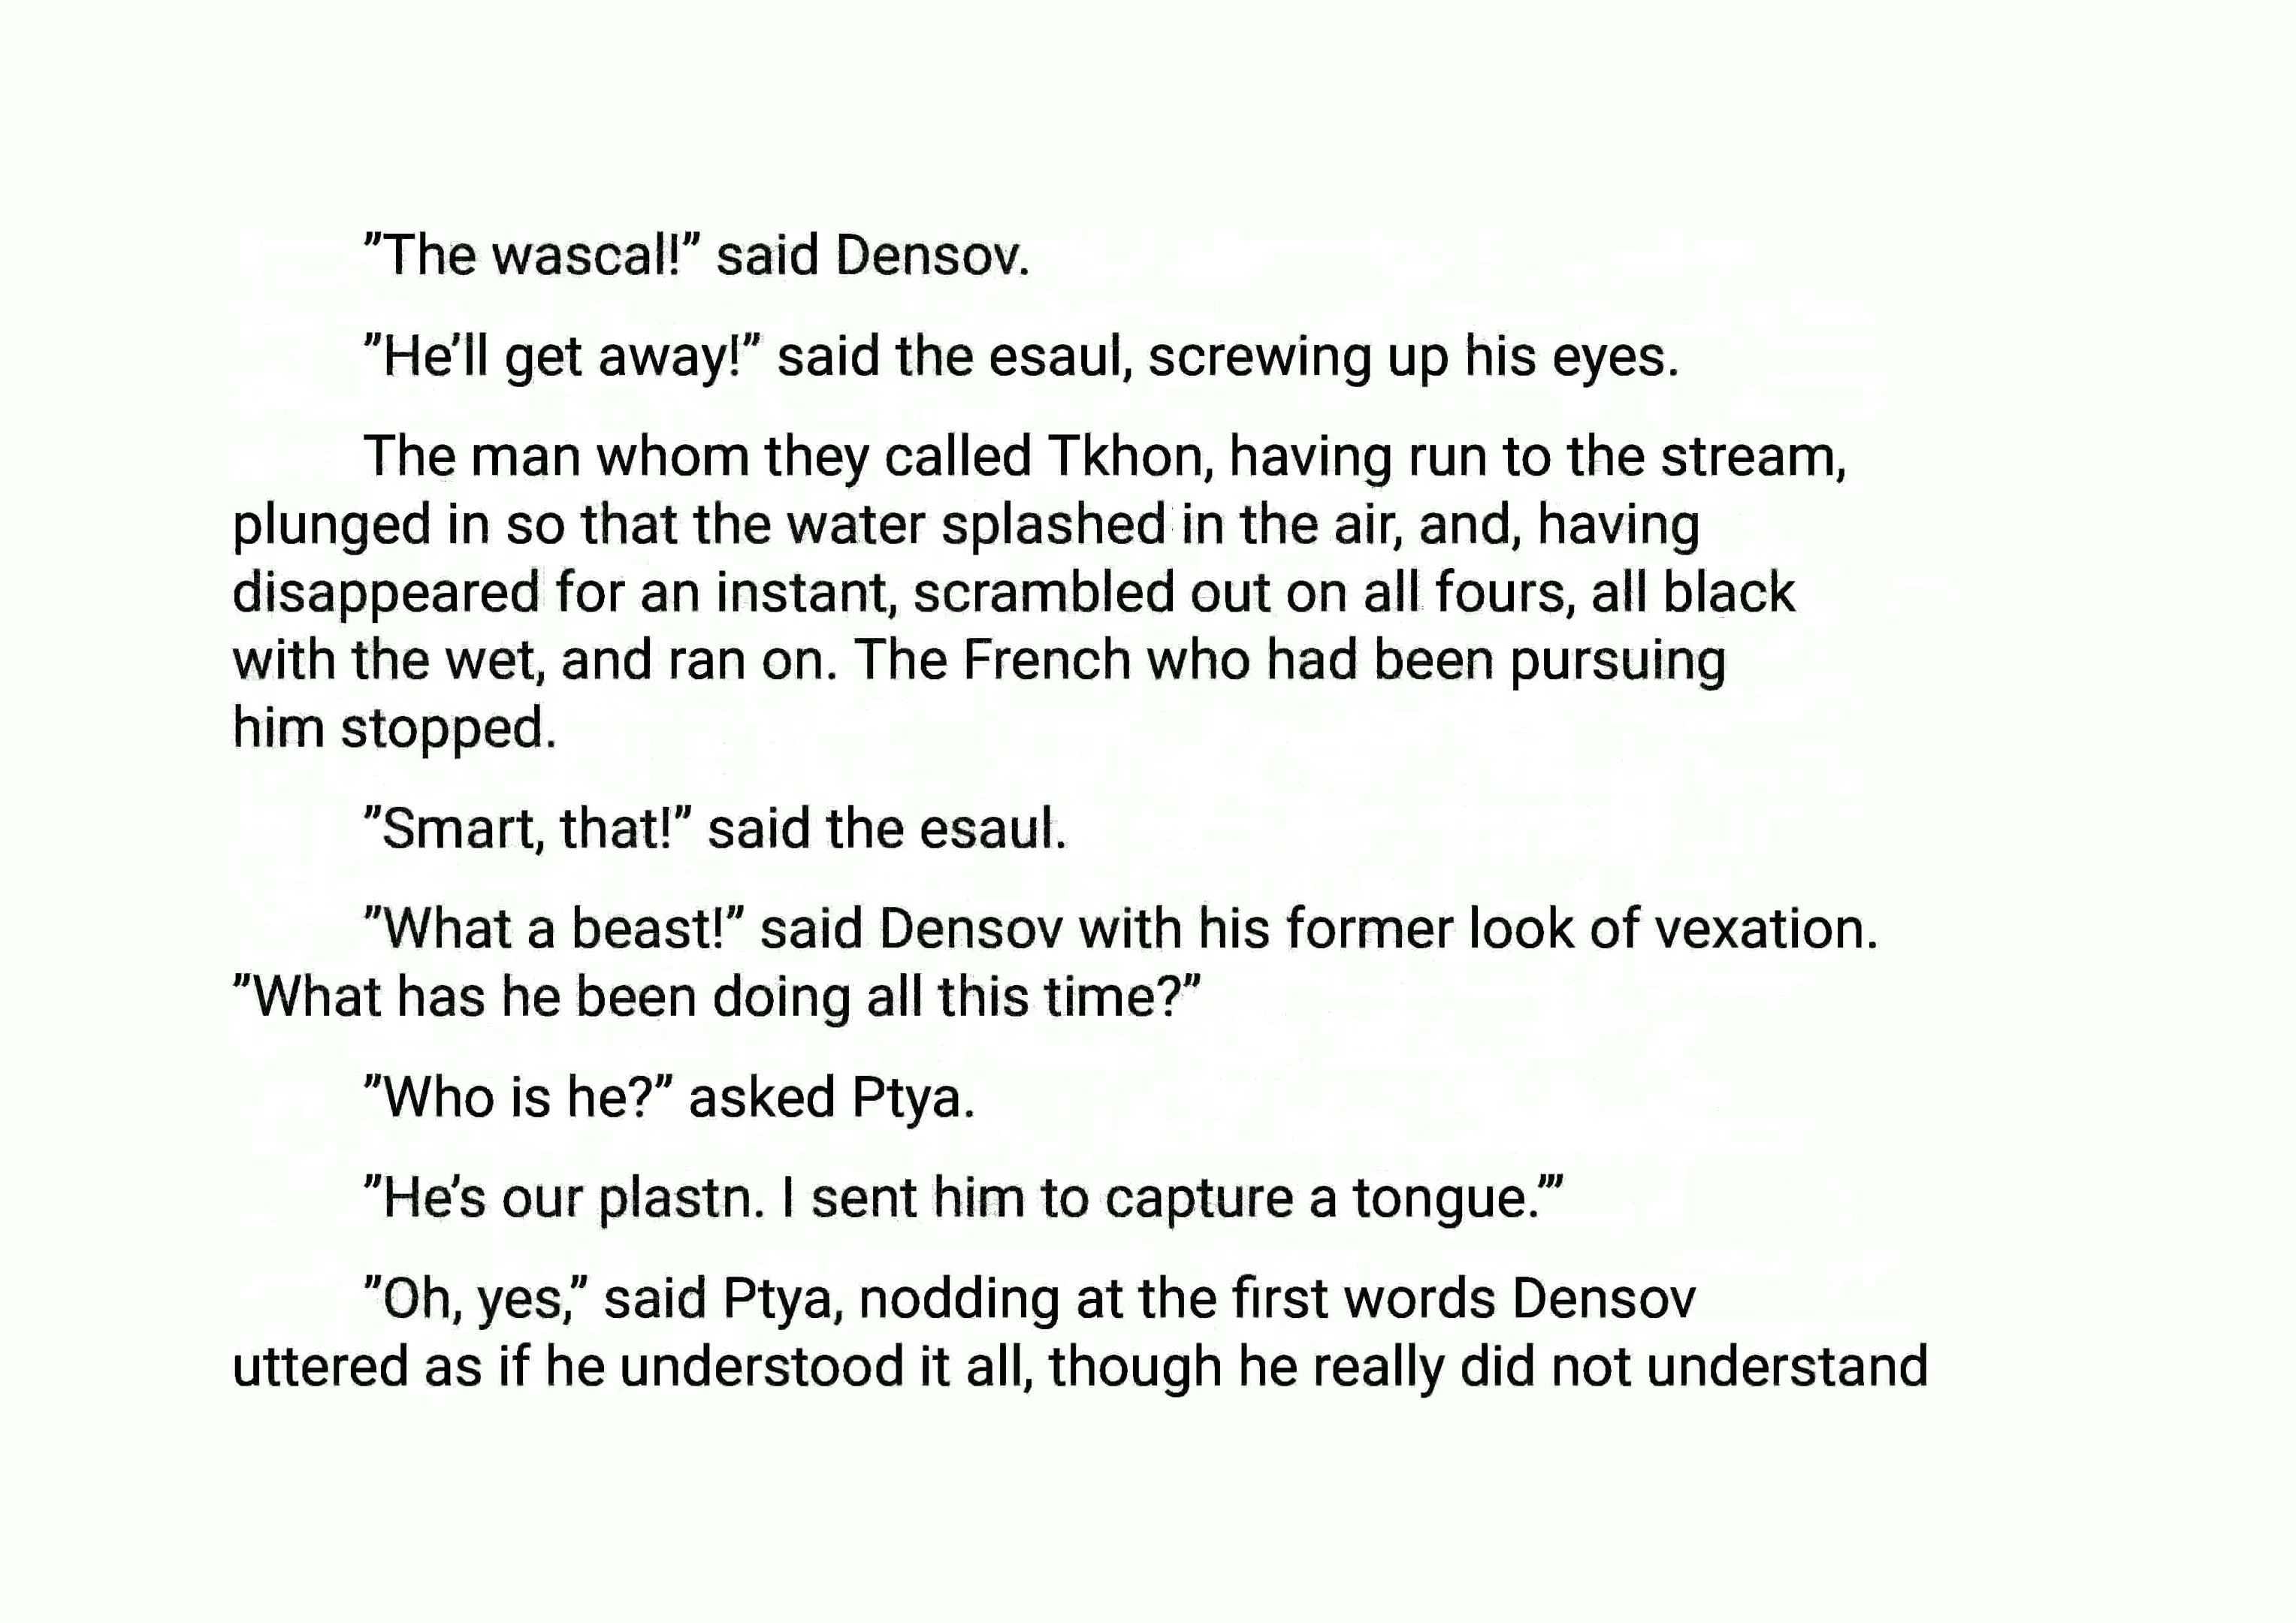 ”The wascal!” said Densov.
”He’ll get away!” said the esaul, screwing up his eyes.
The man whom they called Tkhon, having run to the stream,
plunged in so that the water splashed in the air, and, having
disappeared for an instant, scrambled out on all fours, all black
with the wet, and ran on. The French who had been pursuing
him stopped.
”Smart, that!” said the esaul.
”What a beast!” said Densov with his former look of vexation.
”What has he been doing all this time?”
”Who is he?” asked Ptya.
”He’s our plastn. I sent him to capture a tongue.’”
”Oh, yes,” said Ptya, nodding at the first words Densov
uttered as if he understood it all, though he really did not understand